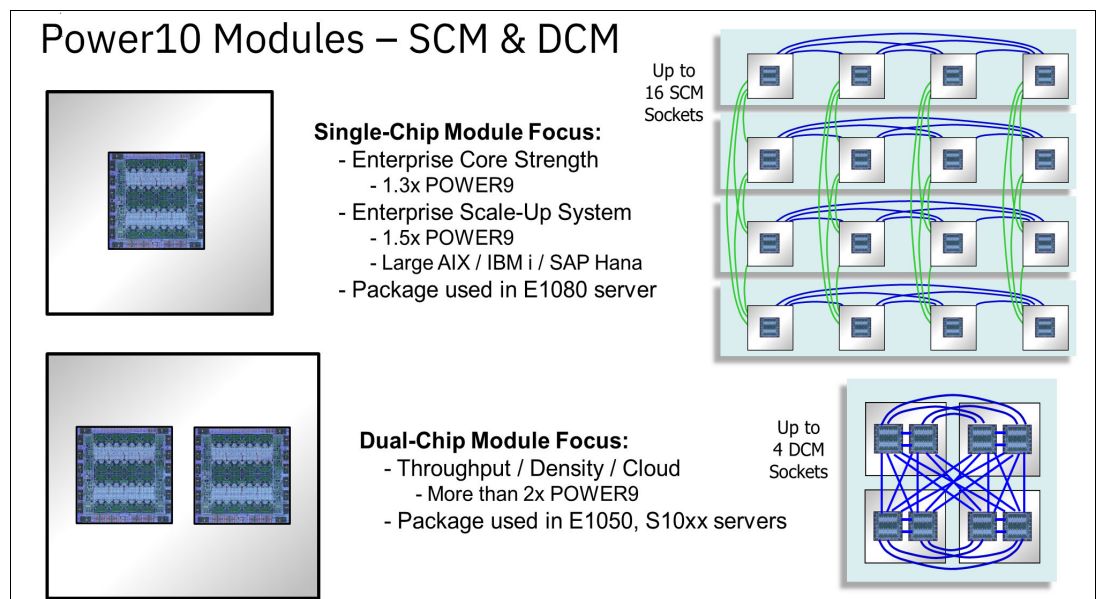 Power10 Modules – SCM & DCM
Up to
16 SCM
Sockets
Single-Chip Module Focus:
- Enterprise Core Strength
- 1.3x POWER9
- Enterprise Scale-Up System
- 1.5x POWER9
- Large AIX / IBM i / SAP Hana
- Package used in E1080 server
Dual-Chip Module Focus:
- Throughput / Density / Cloud
- More than 2x POWER9
- Package used in E1050, S10xx servers
Up to
4 DCM
Sockets